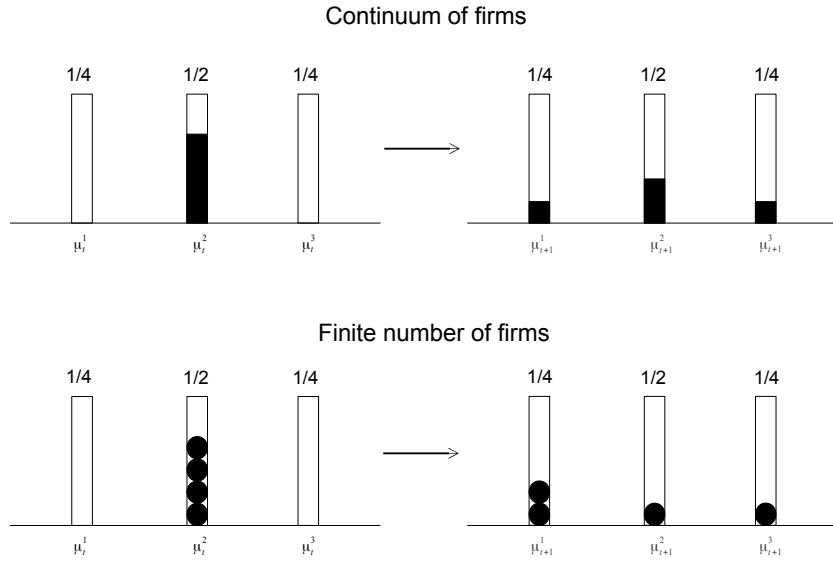 Continuum of firms
1/4 1/2 1/4 1/4 1/2 1/4
μ_t^1 μ_t^2 μ_t^3 μ_{t+1}^1 μ_{t+1}^2 μ_{t+1}^3
Finite number of firms
1/4 1/2 1/4 1/4 1/2 1/4
μ_t^1 μ_t^2 μ_t^3 μ_{t+1}^1 μ_{t+1}^2 μ_{t+1}^3